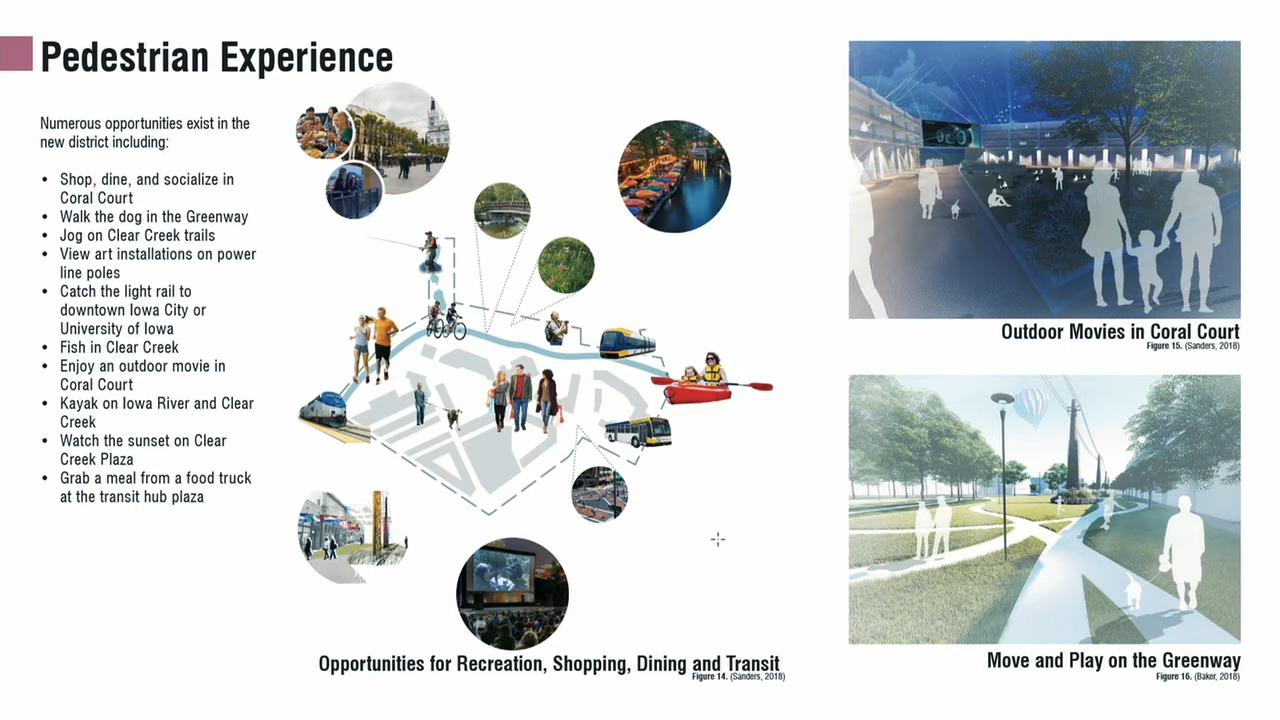 Pedestrian Experience
Numerous opportunities exist in the
new district including:
• Shop, dine, and socialize in
Coral Court
• Walk the dog in the Greenway
• Jog on Clear Creek trails
• View art installations on power
line poles
• Catch the light rail to
downtown Iowa City or
University of Iowa
• Fish in Clear Creek
• Enjoy an outdoor movie in
Coral Court
• Kayak on Iowa River and Clear
Creek
• Watch the sunset on Clear
Creek Plaza
• Grab a meal from a food truck
at the transit hub plaza
Opportunities for Recreation, Shopping, Dining and Transit
Figure 14. (Sanders, 2018)
Outdoor Movies in Coral Court
Figure 15. (Sanders, 2018)
Move and Play on the Greenway
Figure 16. (Baker, 2018)